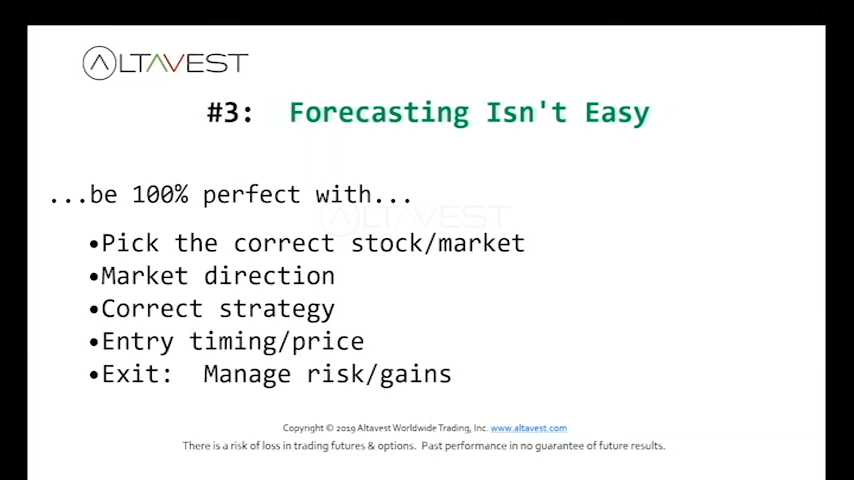 ALTAVEST
#3: Forecasting Isn't Easy
...be 100% perfect with...
ALTAVEST
•Pick the correct stock/market
•Market direction
•Correct strategy
•Entry timing/price
•Exit: Manage risk/gains
Copyright © 2019 Altavest Worldwide Trading, Inc. www.altavest.com
There is a risk of loss in trading futures & options. Past performance in no guarantee of future results.